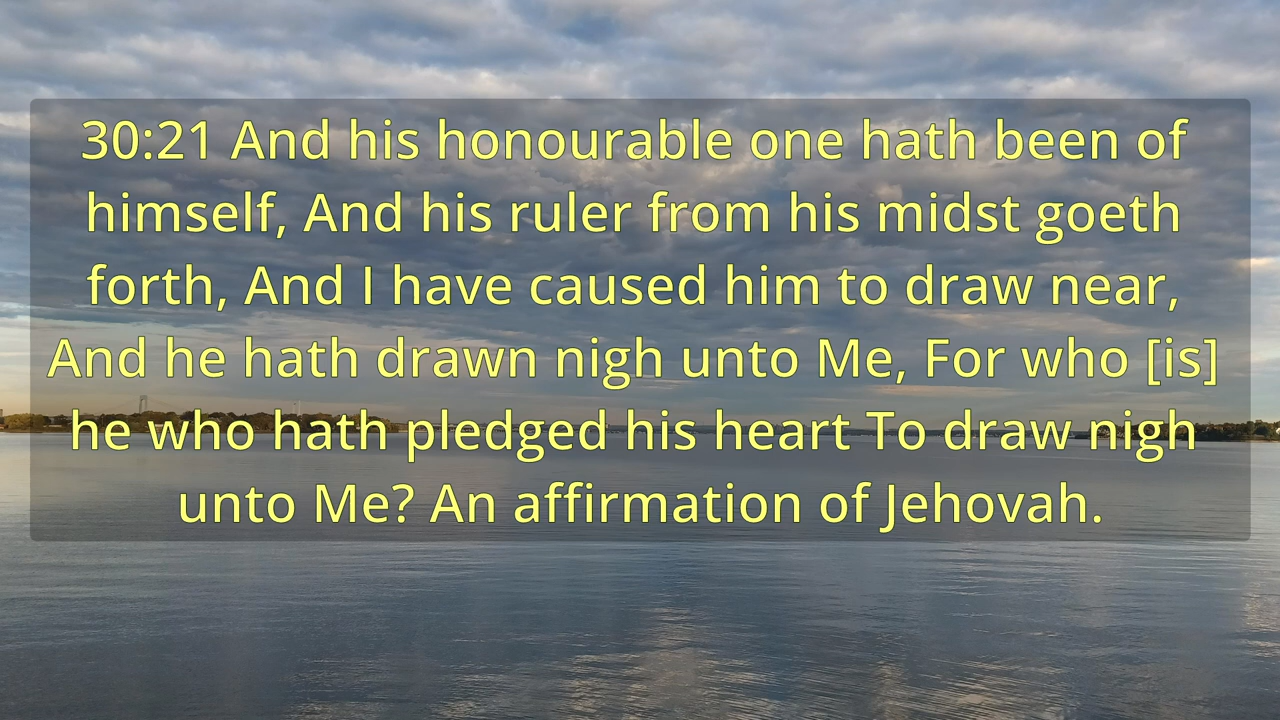 30:21 And his honourable one hath been of
himself, And his ruler from his midst goeth
forth, And I have caused him to draw near,
And he hath drawn nigh unto Me, For who [is]
he who hath pledged his heart To draw nigh
unto Me? An affirmation of Jehovah.